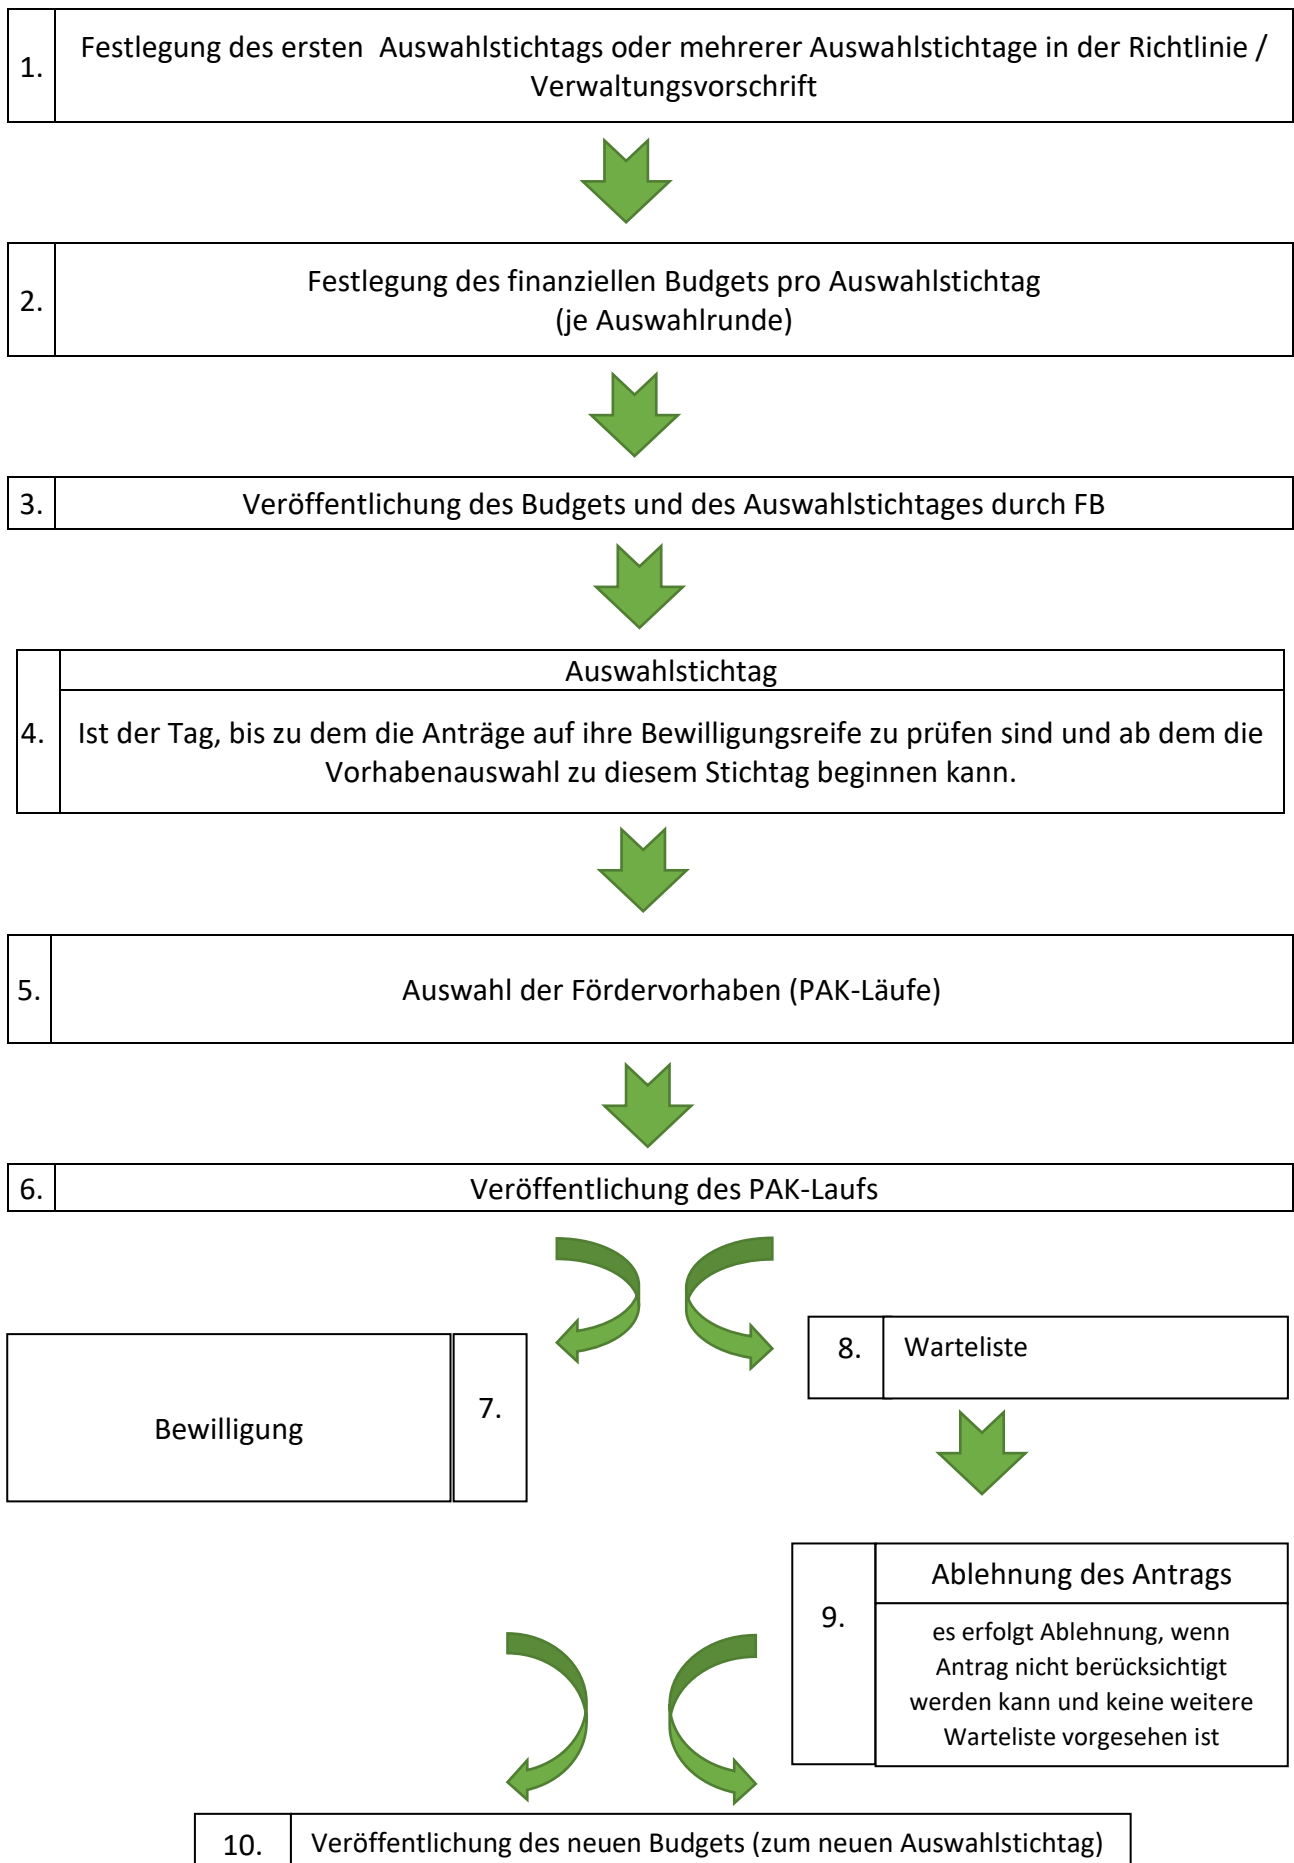 1.
Festlegung des ersten  Auswahlstichtags oder mehrerer Auswahlstichtage in der Richtlinie /
Verwaltungsvorschrift
2.
Festlegung des finanziellen Budgets pro Auswahlstichtag
(je Auswahlrunde)
3.
Veröffentlichung des Budgets und des Auswahlstichtages durch FB
4.
Auswahlstichtag
Ist der Tag, bis zu dem die Anträge auf ihre Bewilligungsreife zu prüfen sind und ab dem die
Vorhabenauswahl zu diesem Stichtag beginnen kann.
5.
Auswahl der Fördervorhaben (PAK-Läufe)
6.
Veröffentlichung des PAK-Laufs
Bewilligung
7.
8.
Warteliste
9.
Ablehnung des Antrags
es erfolgt Ablehnung, wenn
Antrag nicht berücksichtigt
werden kann und keine weitere
Warteliste vorgesehen ist
10.
Veröffentlichung des neuen Budgets (zum neuen Auswahlstichtag)